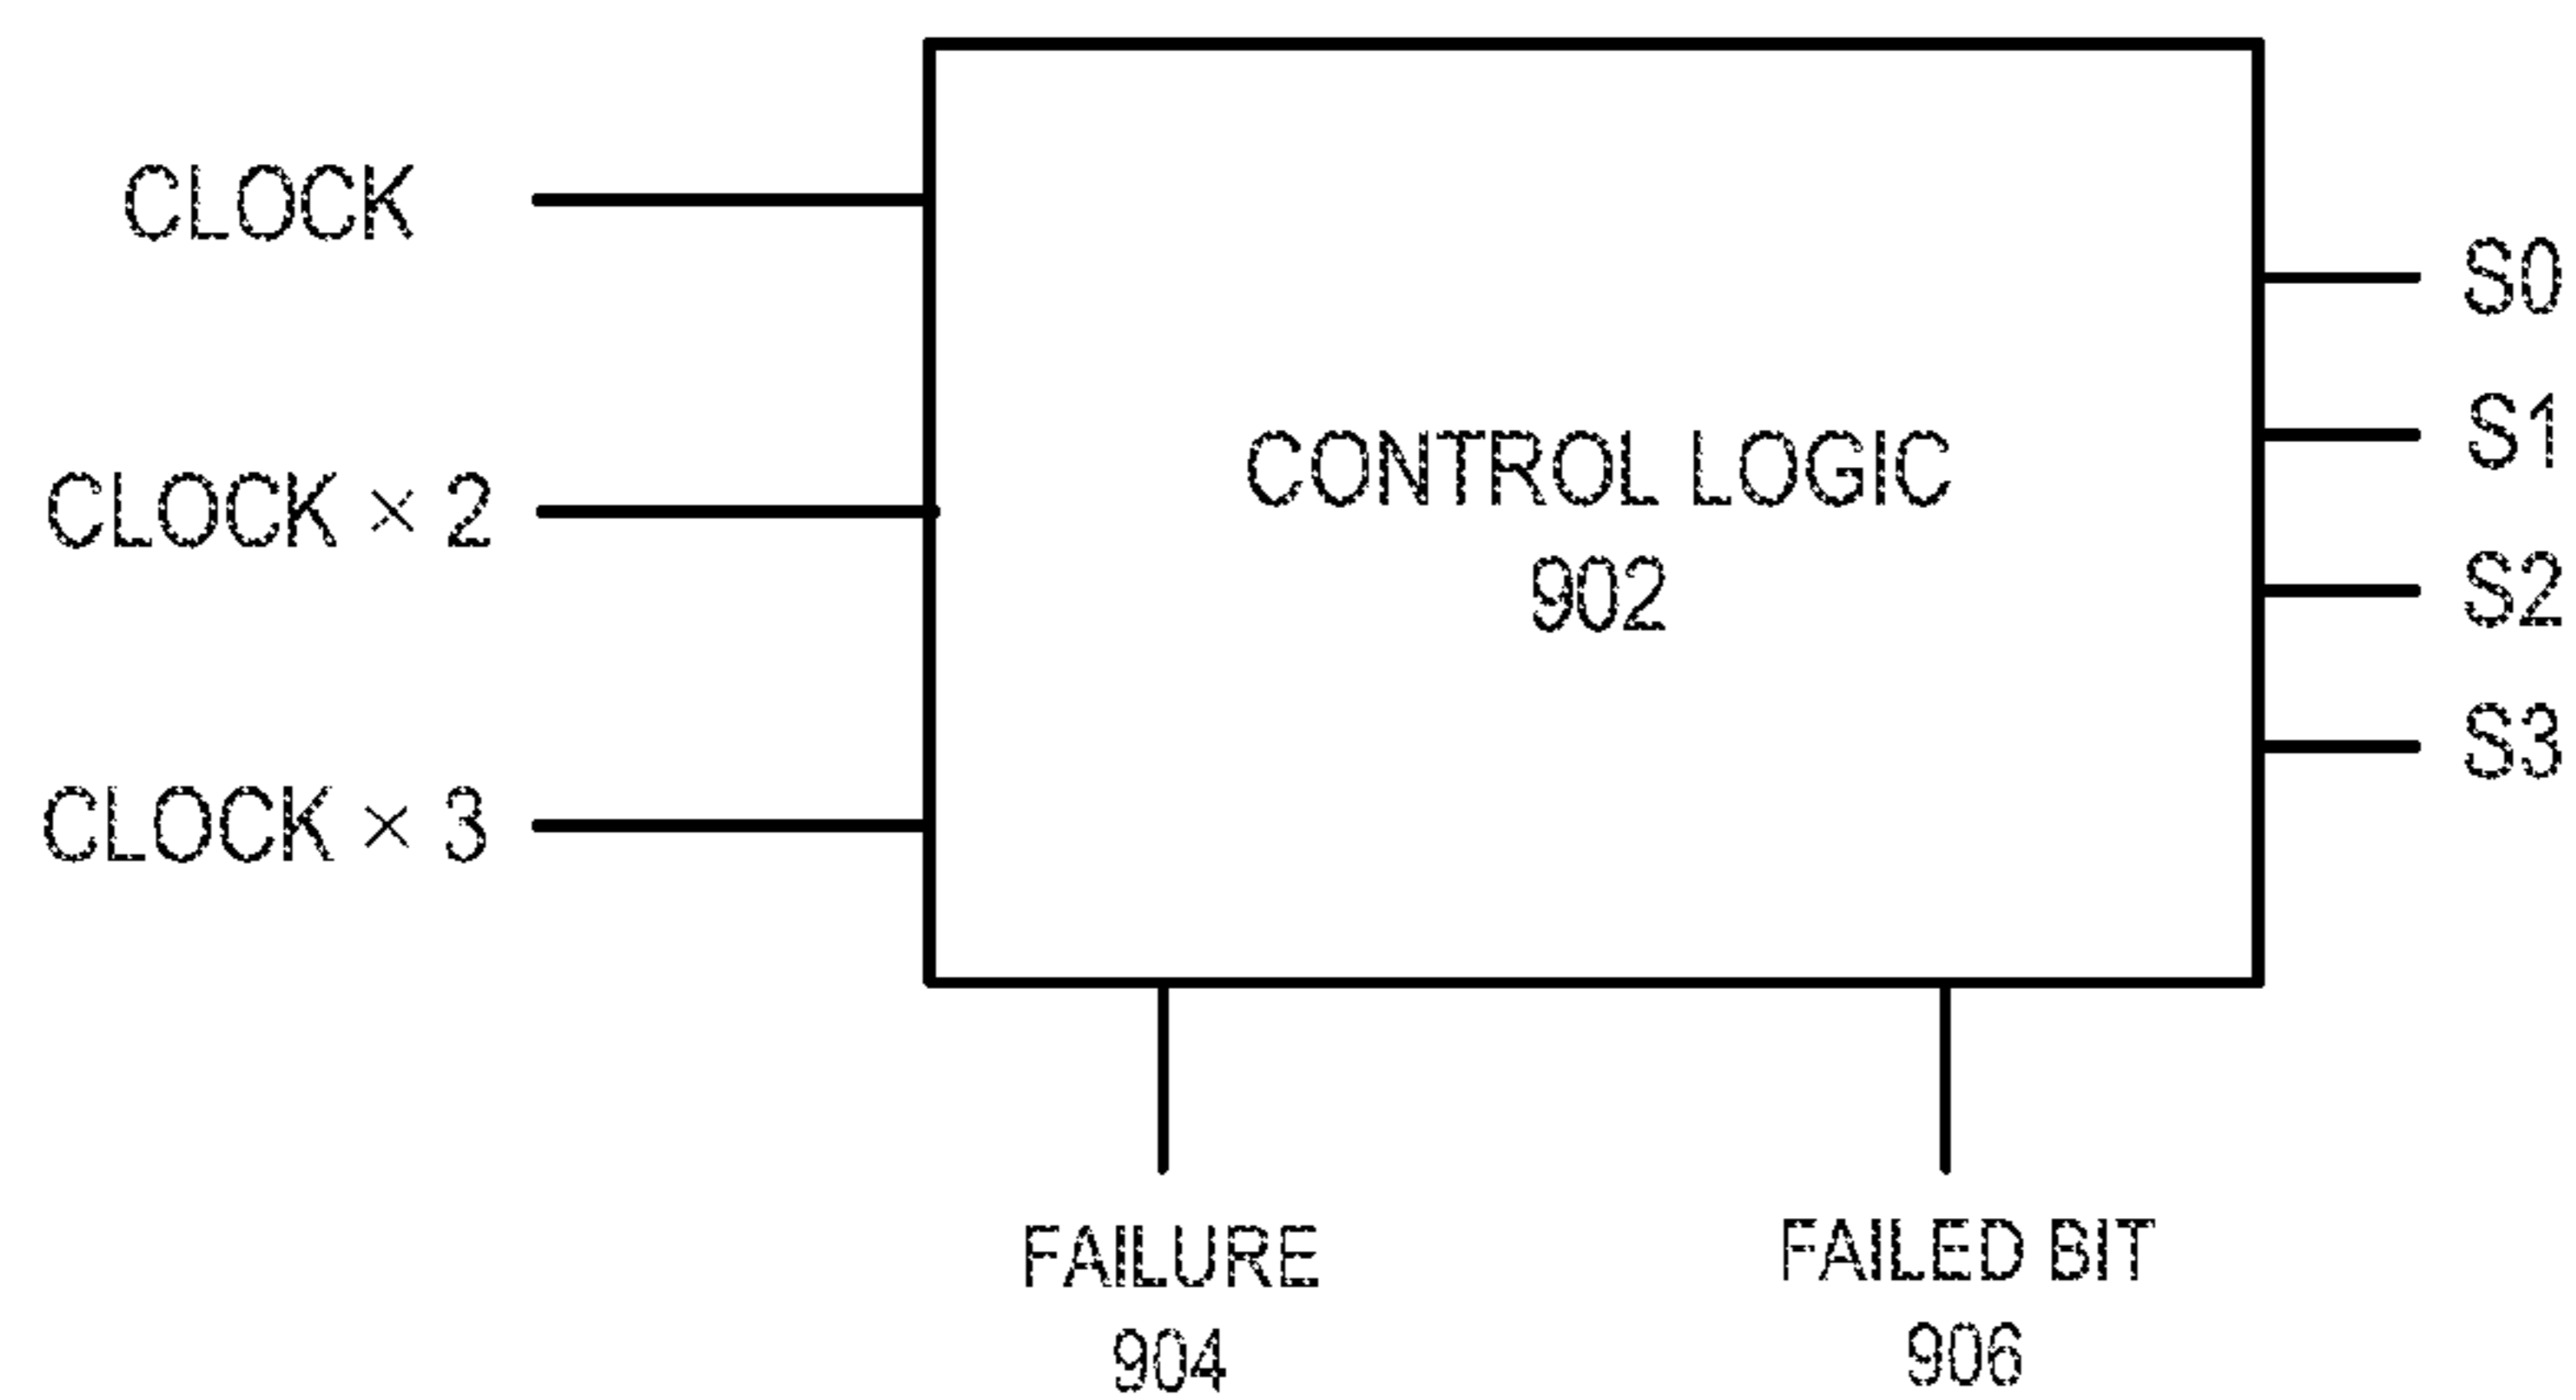 CLOCK
CLOCK × 2
CLOCK × 3
CONTROL LOGIC
902
S0
S1
S2
S3
FAILURE
904
FAILED BIT
906